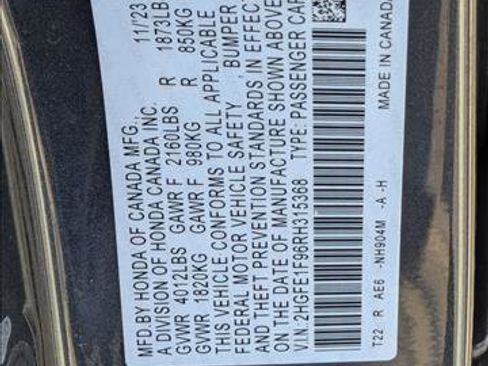 MFD.BY HONDA OF CANADA MFG., 11/23
A DIVISION OF HONDA CANADA INC.
GVWR 4012LBS GAWR F 2160LBS R 1873LB
GVWR 1820KG GAWR F 980KG R 850KG
THIS VEHICLE CONFORMS TO ALL APPLICABLE
FEDERAL MOTOR VEHICLE SAFETY, BUMPER
AND THEFT PREVENTION STANDARDS IN EFFECT
ON THE DATE OF MANUFACTURE SHOWN ABOVE
V.I.N: 2HGFE1F96RH315368 TYPE: PASSENGER CAR
T22 R AE6 -NH904M -A -H MADE IN CANADA